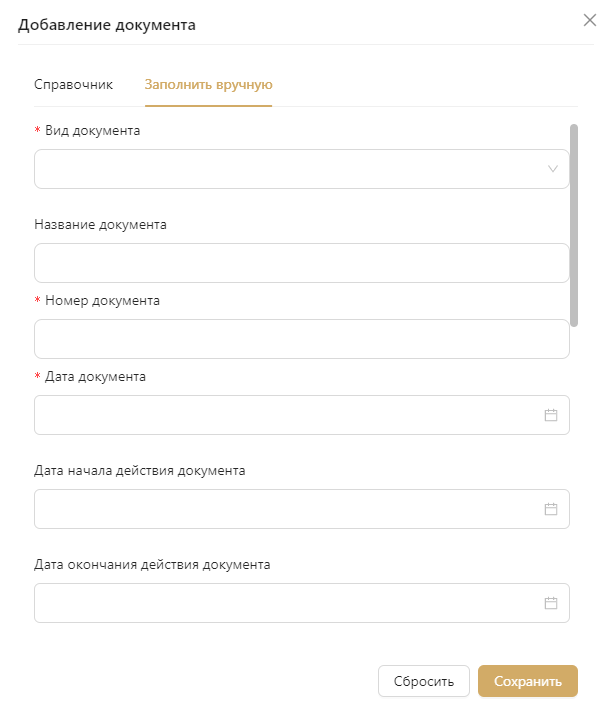 Добавление документа
Справочник Заполнить вручную
* Вид документа
Название документа
* Номер документа
* Дата документа
Дата начала действия документа
Дата окончания действия документа
Сбросить Сохранить